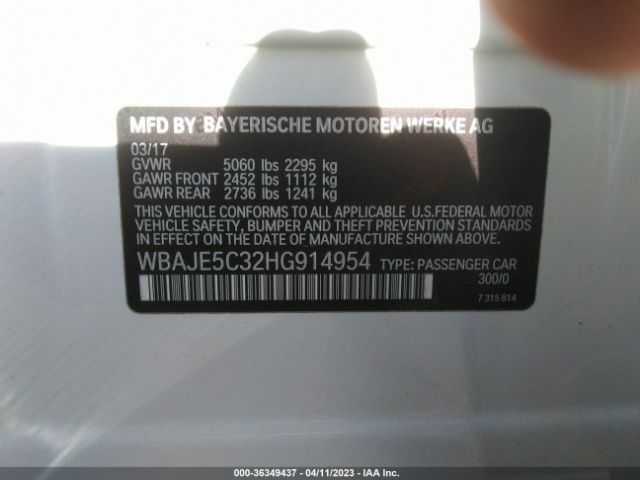 MFD BY BAYERISCHE MOTOREN WERKE AG
03/17
GVWR 5060 lbs 2295 kg
GAWR FRONT 2452 lbs 1112 kg
GAWR REAR 2736 lbs 1241 kg
THIS VEHICLE CONFORMS TO ALL APPLICABLE U.S.FEDERAL MOTOR
VEHICLE SAFETY, BUMPER AND THEFT PREVENTION STANDARDS
IN EFFECT ON THE DATE OF MANUFACTURE SHOWN ABOVE.
WBAJE5C32HG914954 TYPE: PASSENGER CAR
300/0
7 315 814
000-36349437 - 04/11/2023 - IAA Inc.